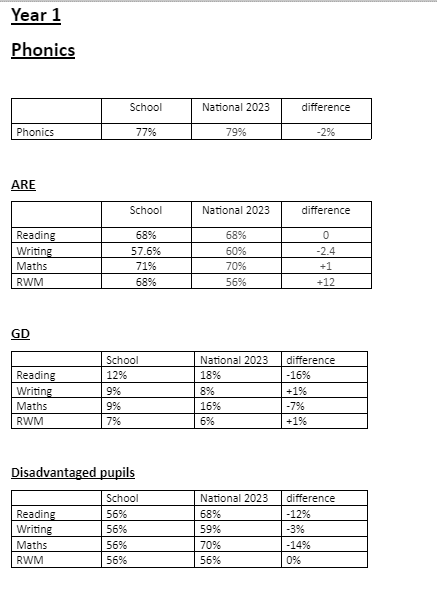 Year 1
Phonics
School National 2023 difference
Phonics 77% 79% -2%
ARE
School National 2023 difference
Reading 68% 68% 0
Writing 57.6% 60% -2.4
Maths 71% 70% +1
RWM 68% 56% +12
GD
School National 2023 difference
Reading 12% 18% -16%
Writing 9% 8% +1%
Maths 9% 16% -7%
RWM 7% 6% +1%
Disadvantaged pupils
School National 2023 difference
Reading 56% 68% -12%
Writing 56% 59% -3%
Maths 56% 70% -14%
RWM 56% 56% 0%